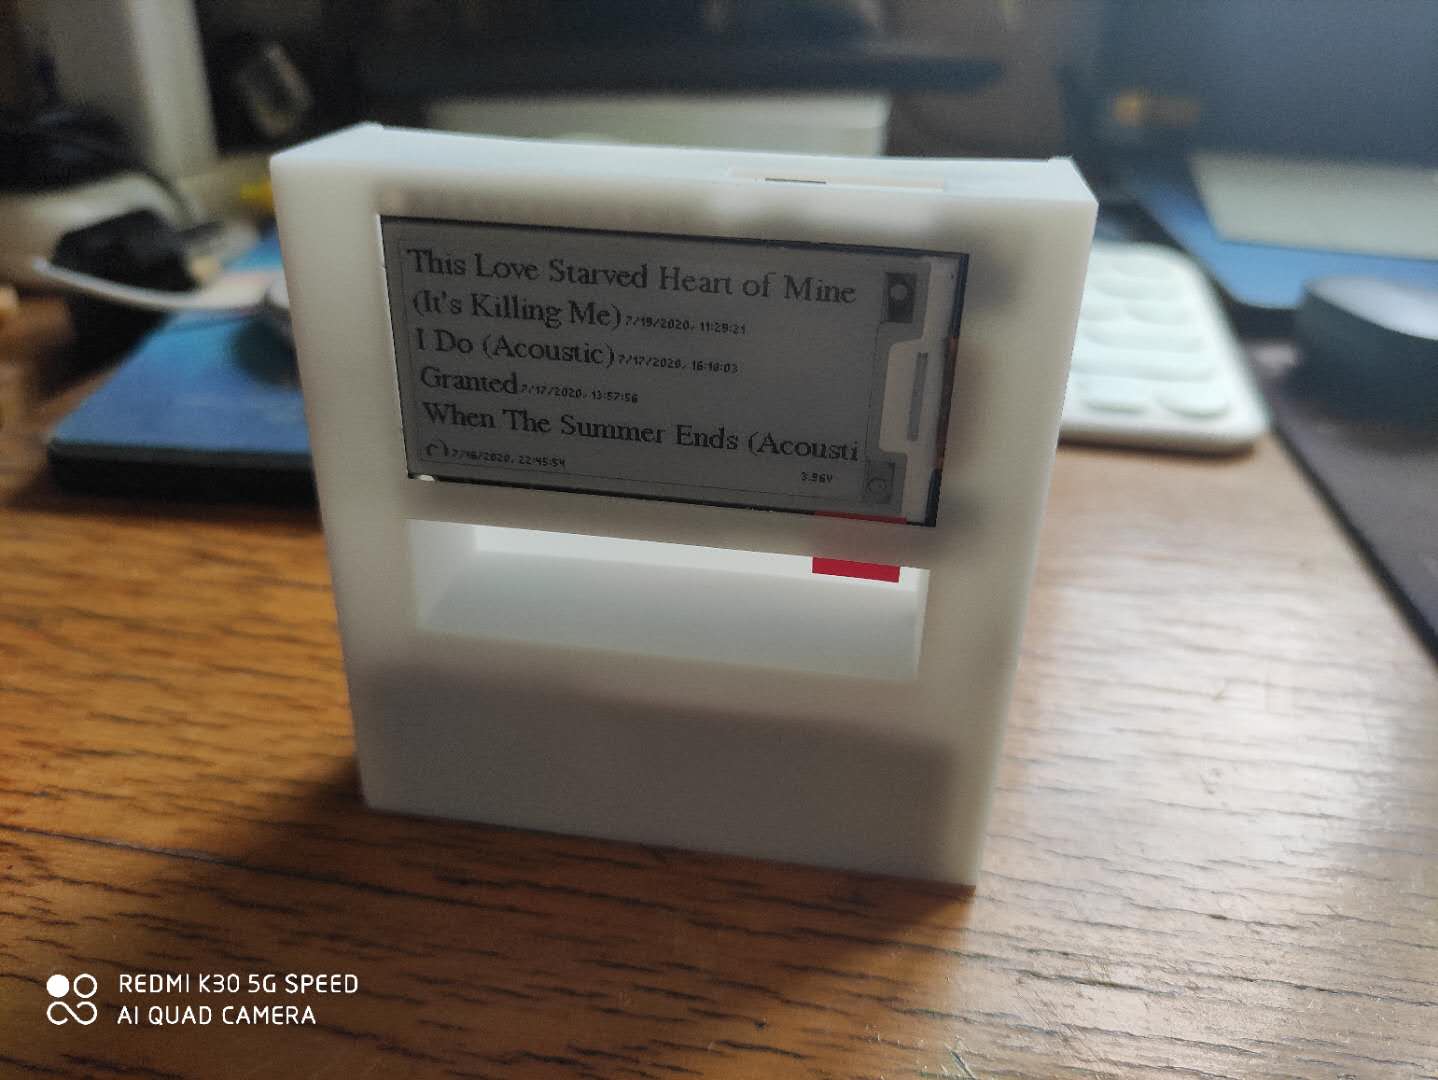 This Love Starved Heart of Mine
(It's Killing Me) 7/19/2020, 11:29:21
I Do (Acoustic) 7/17/2020, 16:18:03
Granted 7/17/2020, 13:57:56
When The Summer Ends (Acousti
c) 7/16/2020, 22:45:54
3.96V
REDMI K30 5G SPEED
AI QUAD CAMERA